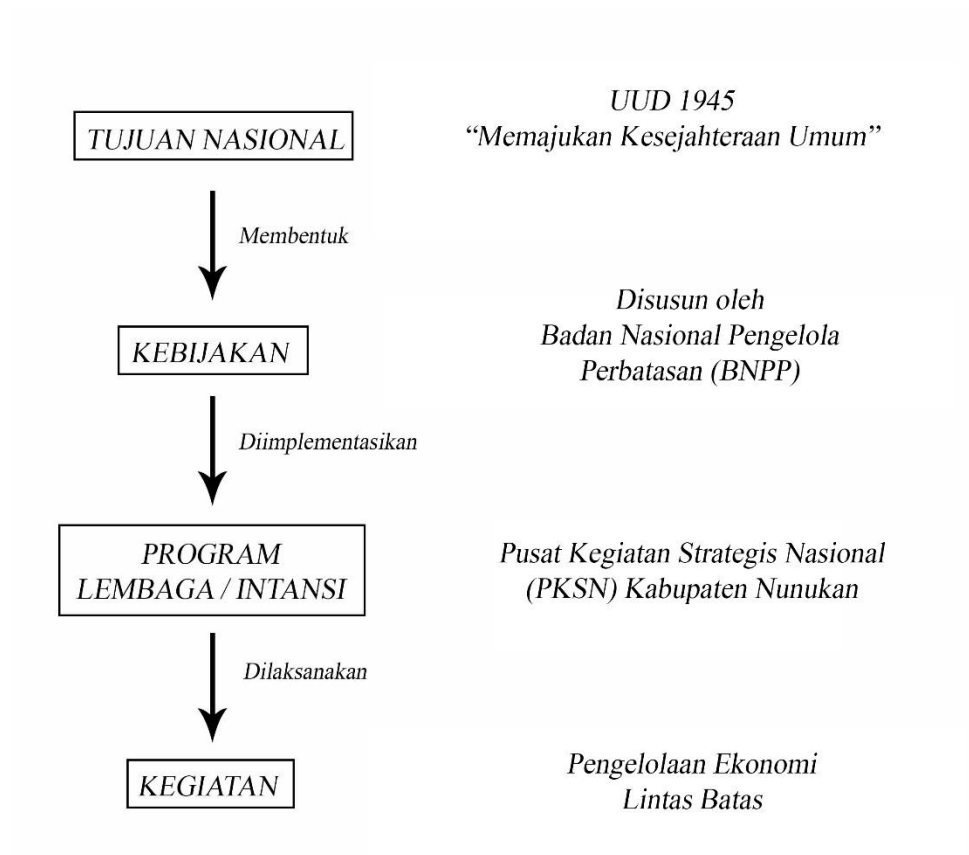 TUJUAN NASIONAL
UUD 1945
“Memajukan Kesejahteraan Umum”
Membentuk
KEBIJAKAN
Disusun oleh
Badan Nasional Pengelola
Perbatasan (BNPP)
Diimplementasikan
PROGRAM
LEMBAGA / INTANSI
Pusat Kegiatan Strategis Nasional
(PKSN) Kabupaten Nunukan
Dilaksanakan
KEGIATAN
Pengelolaan Ekonomi
Lintas Batas